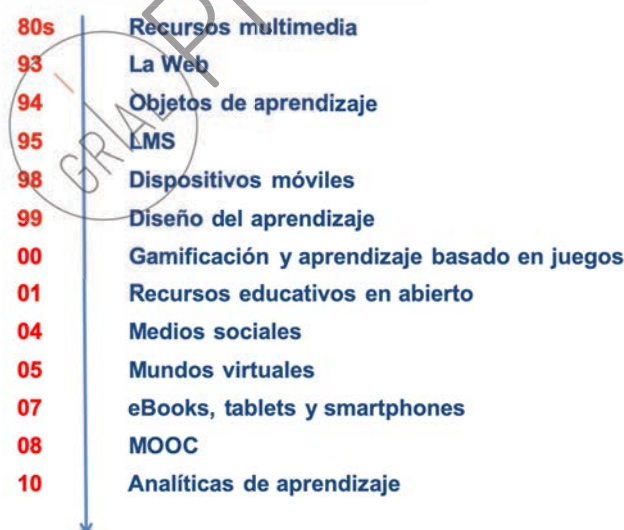 80s Recursos multimedia
93 La Web
94 Objetos de aprendizaje
95 LMS
98 Dispositivos móviles
99 Diseño del aprendizaje
00 Gamificación y aprendizaje basado en juegos
01 Recursos educativos en abierto
04 Medios sociales
05 Mundos virtuales
07 eBooks, tablets y smartphones
08 MOOC
10 Analíticas de aprendizaje
GRIAL